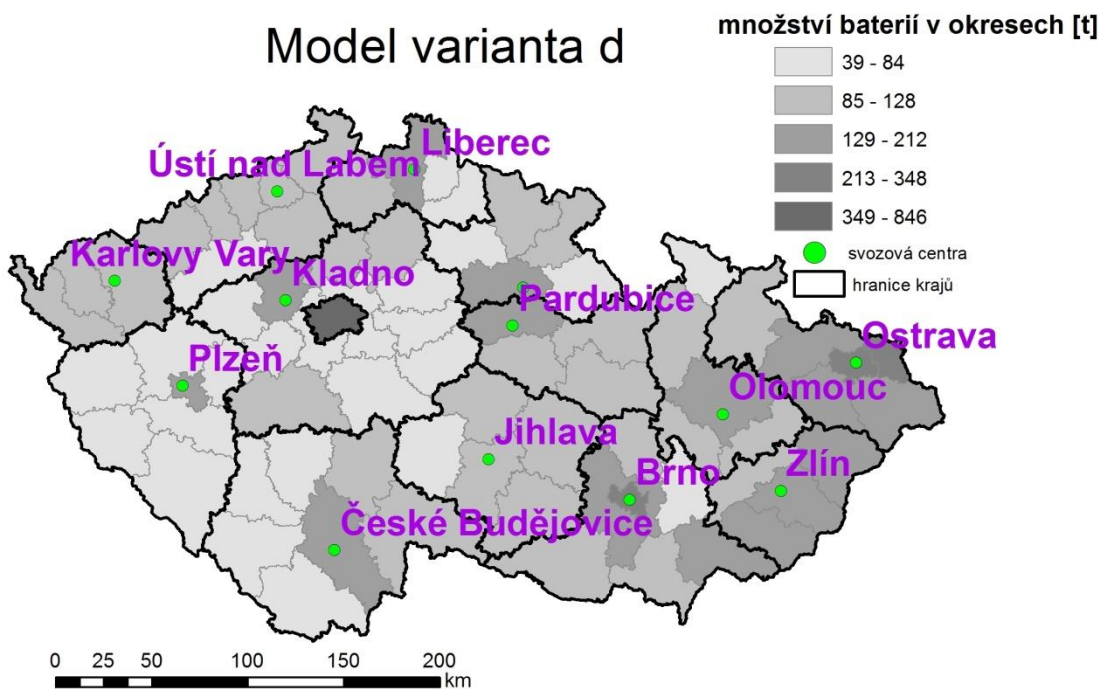 Model varianta d
množství baterií v okresech [t]
39 - 84
85 - 128
129 - 212
213 - 348
349 - 846
svozová centra
hranice krajů
Liberec
Ústí nad Labem
Karlovy Vary
Kladno
Pardubice
Ostrava
Plzeň
Olomouc
Jihlava
Brno
Zlín
České Budějovice
0 25 50 100 150 200
km